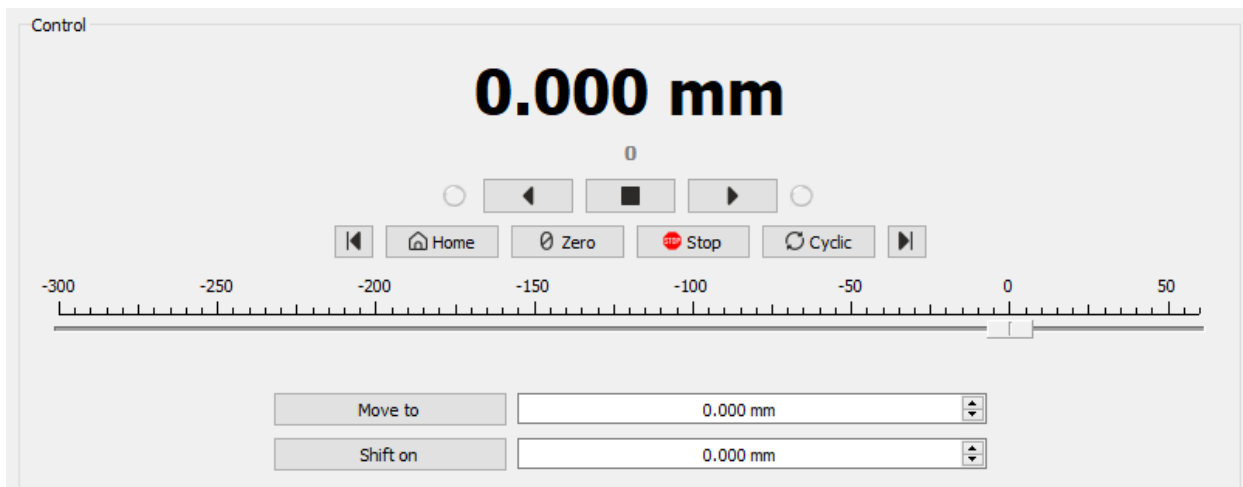 Control
0.000 mm
0
Home Zero STOP Stop Cyclic
-300 -250 -200 -150 -100 -50 0 50
Move to 0.000 mm
Shift on 0.000 mm